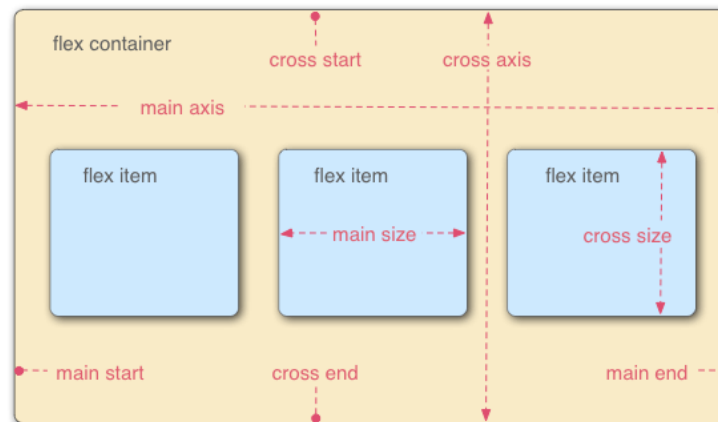 flex container
cross start
cross axis
main axis
flex item
flex item
flex item
main size
cross size
main start
cross end
main end